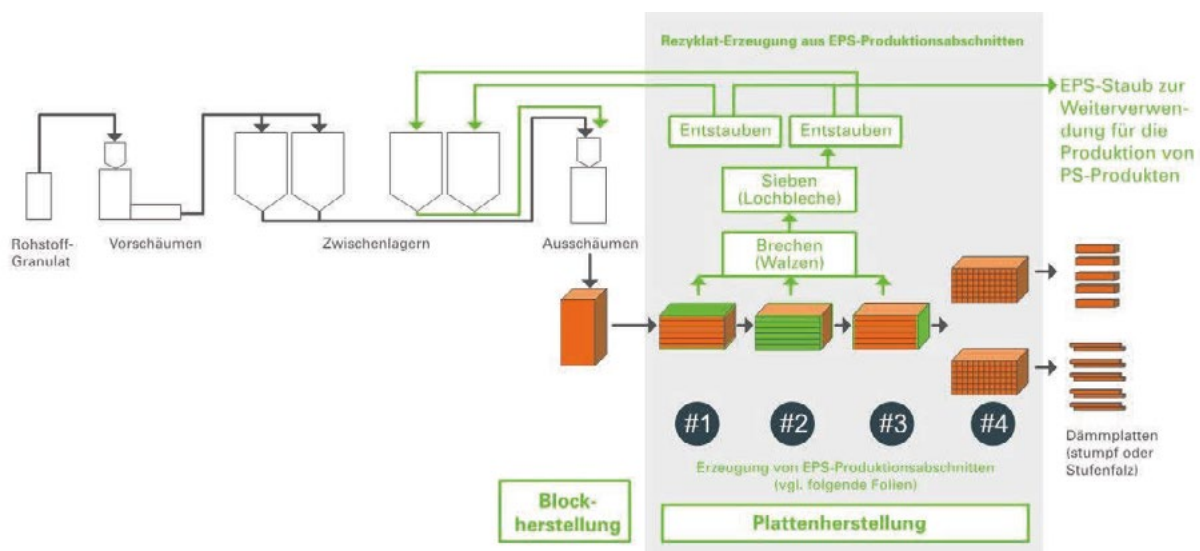 Rezyklat-Erzeugung aus EPS-Produktionsabschnitten
EPS-Staub zur
Weiterverwen-
dung für die
Produktion von
PS-Produkten
Entstauben
Entstauben
Sieben
(Lochbleche)
Brechen
(Walzen)
Rohstoff-
Granulat
Vorschäumen
Zwischenlagern
Ausschäumen
#1
#2
#3
#4
Dämmplatten
(stumpf oder
Stufenfalz)
Erzeugung von EPS-Produktionsabschnitten
(vgl. folgende Folien)
Block-
herstellung
Plattenherstellung